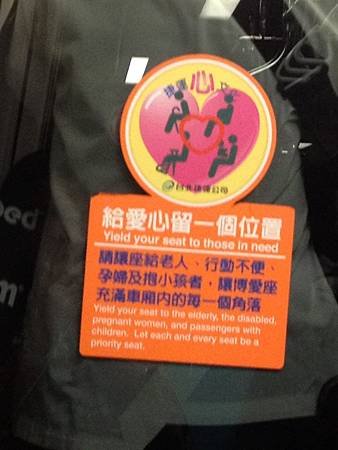 捷運心
台北捷運公司
給愛心留一個位置
Yield your seat to those in need
請讓座給老人、行動不便、
孕婦及抱小孩者，讓博愛座
充滿車廂內的每一個角落
Yield your seat to the elderly, the disabled,
pregnant women, and passengers with
children. Let each and every seat be a
priority seat.